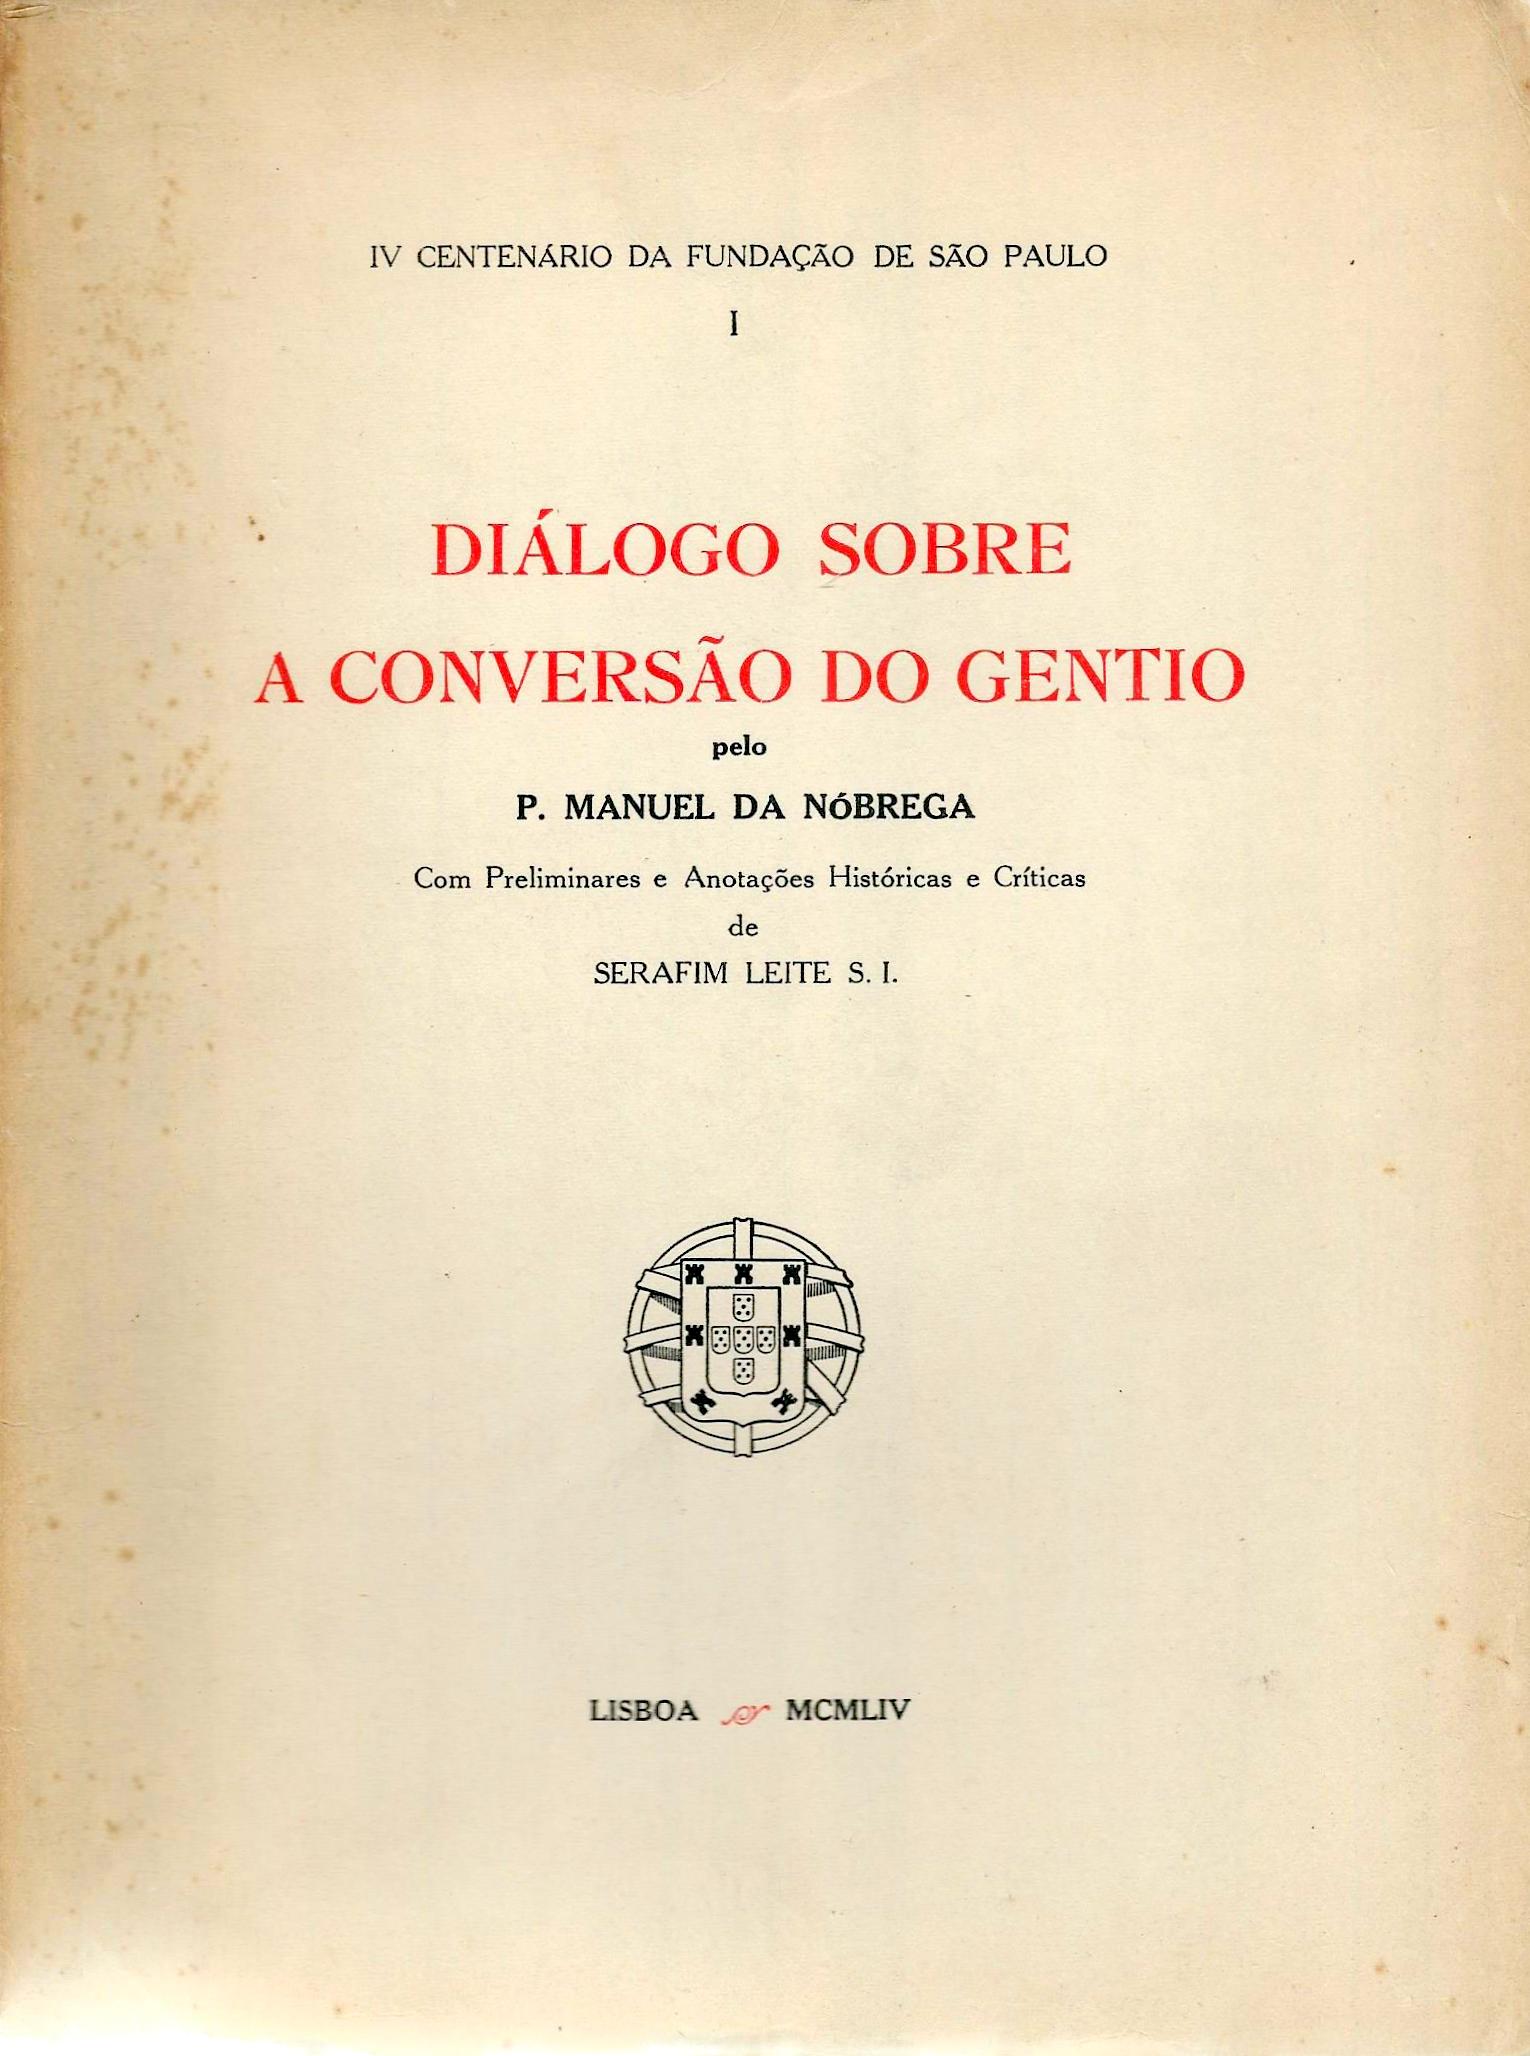 IV CENTENÁRIO DA FUNDAÇÃO DE SÃO PAULO
I
DIÁLOGO SOBRE
A CONVERSÃO DO GENTIO
pelo
P. MANUEL DA NÓBREGA
Com Preliminares e Anotações Históricas e Críticas
de
SERAFIM LEITE S. I.
LISBOA MCMLIV